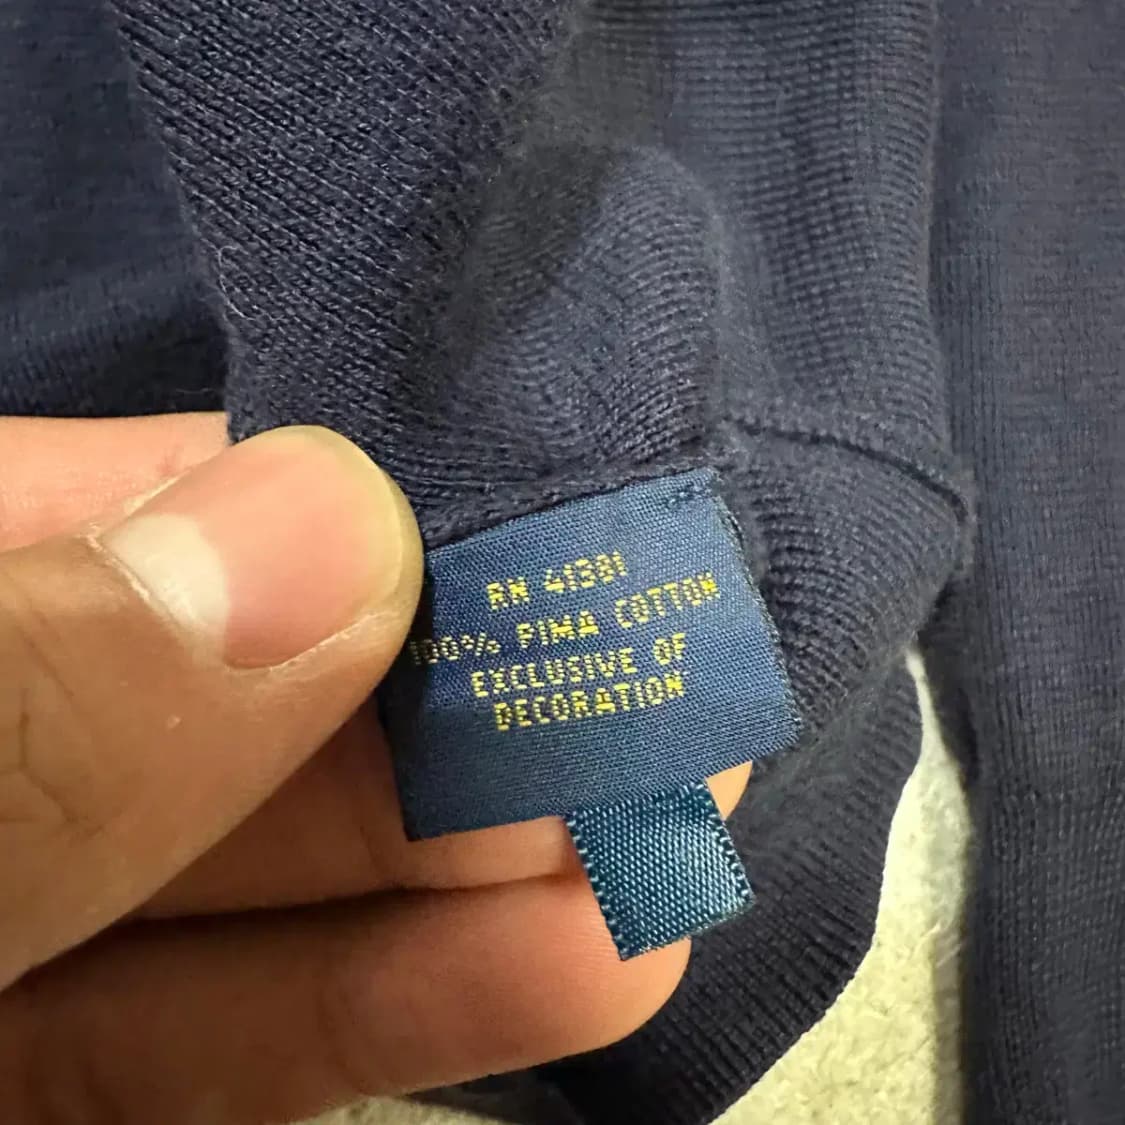 RN 41381
100% PIMA COTTON
EXCLUSIVE OF
DECORATION